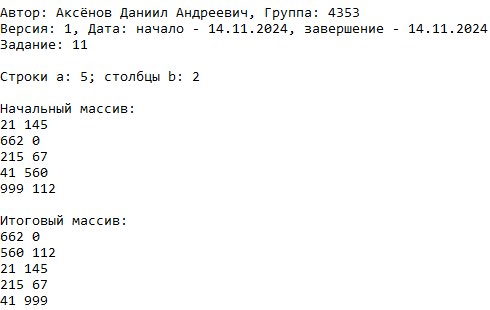 Автор: Аксёнов Даниил Андреевич, Группа: 4353
Версия: 1, Дата: начало - 14.11.2024, завершение - 14.11.2024
Задание: 11
Строки a: 5; столбцы b: 2
Начальный массив:
21 145
662 0
215 67
41 560
999 112
Итоговый массив:
662 0
560 112
21 145
215 67
41 999